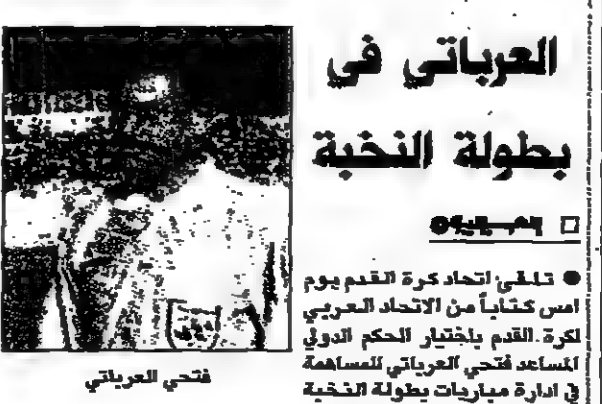 العرباتي في
بطولة النخبة
● تلقى اتحاد كرة القدم يوم
امس كتاباً من الاتحاد العربي
لكرة القدم باختيار الحكم الدولي
المساعد فتحي العرباتي للمساهمة
في ادارة مباريات بطولة النخبة
فتحي العرباتي